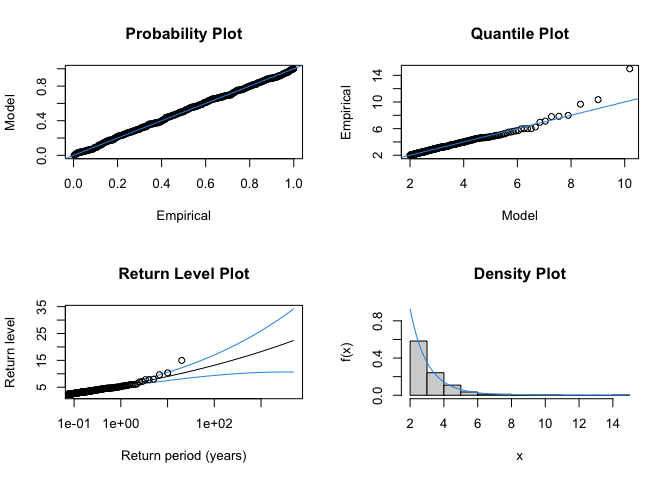 Probability Plot
Model
0.0 0.4 0.8
0.0 0.2 0.4 0.6 0.8 1.0
Empirical
Quantile Plot
Empirical
2 6 10 14
2 4 6 8 10
Model
Return Level Plot
Return level
5 15 25 35
1e-01 1e+00 1e+02
Return period (years)
Density Plot
f(x)
0.0 0.4 0.8
2 4 6 8 10 12 14
x